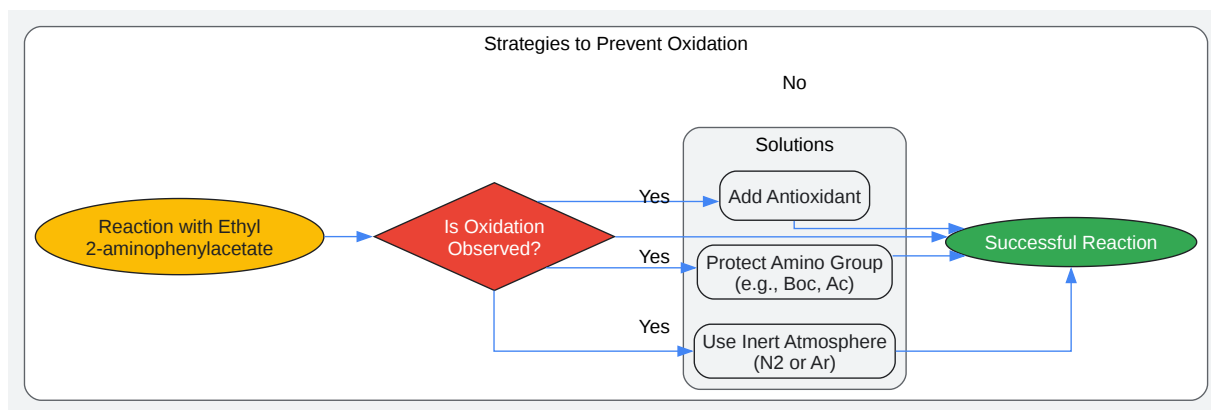 Strategies to Prevent Oxidation
No
Solutions
Reaction with Ethyl
2-aminophenylacetate
Is Oxidation
Observed?
Yes
Add Antioxidant
Yes
Protect Amino Group
(e.g., Boc, Ac)
Yes
Use Inert Atmosphere
(N2 or Ar)
Successful Reaction